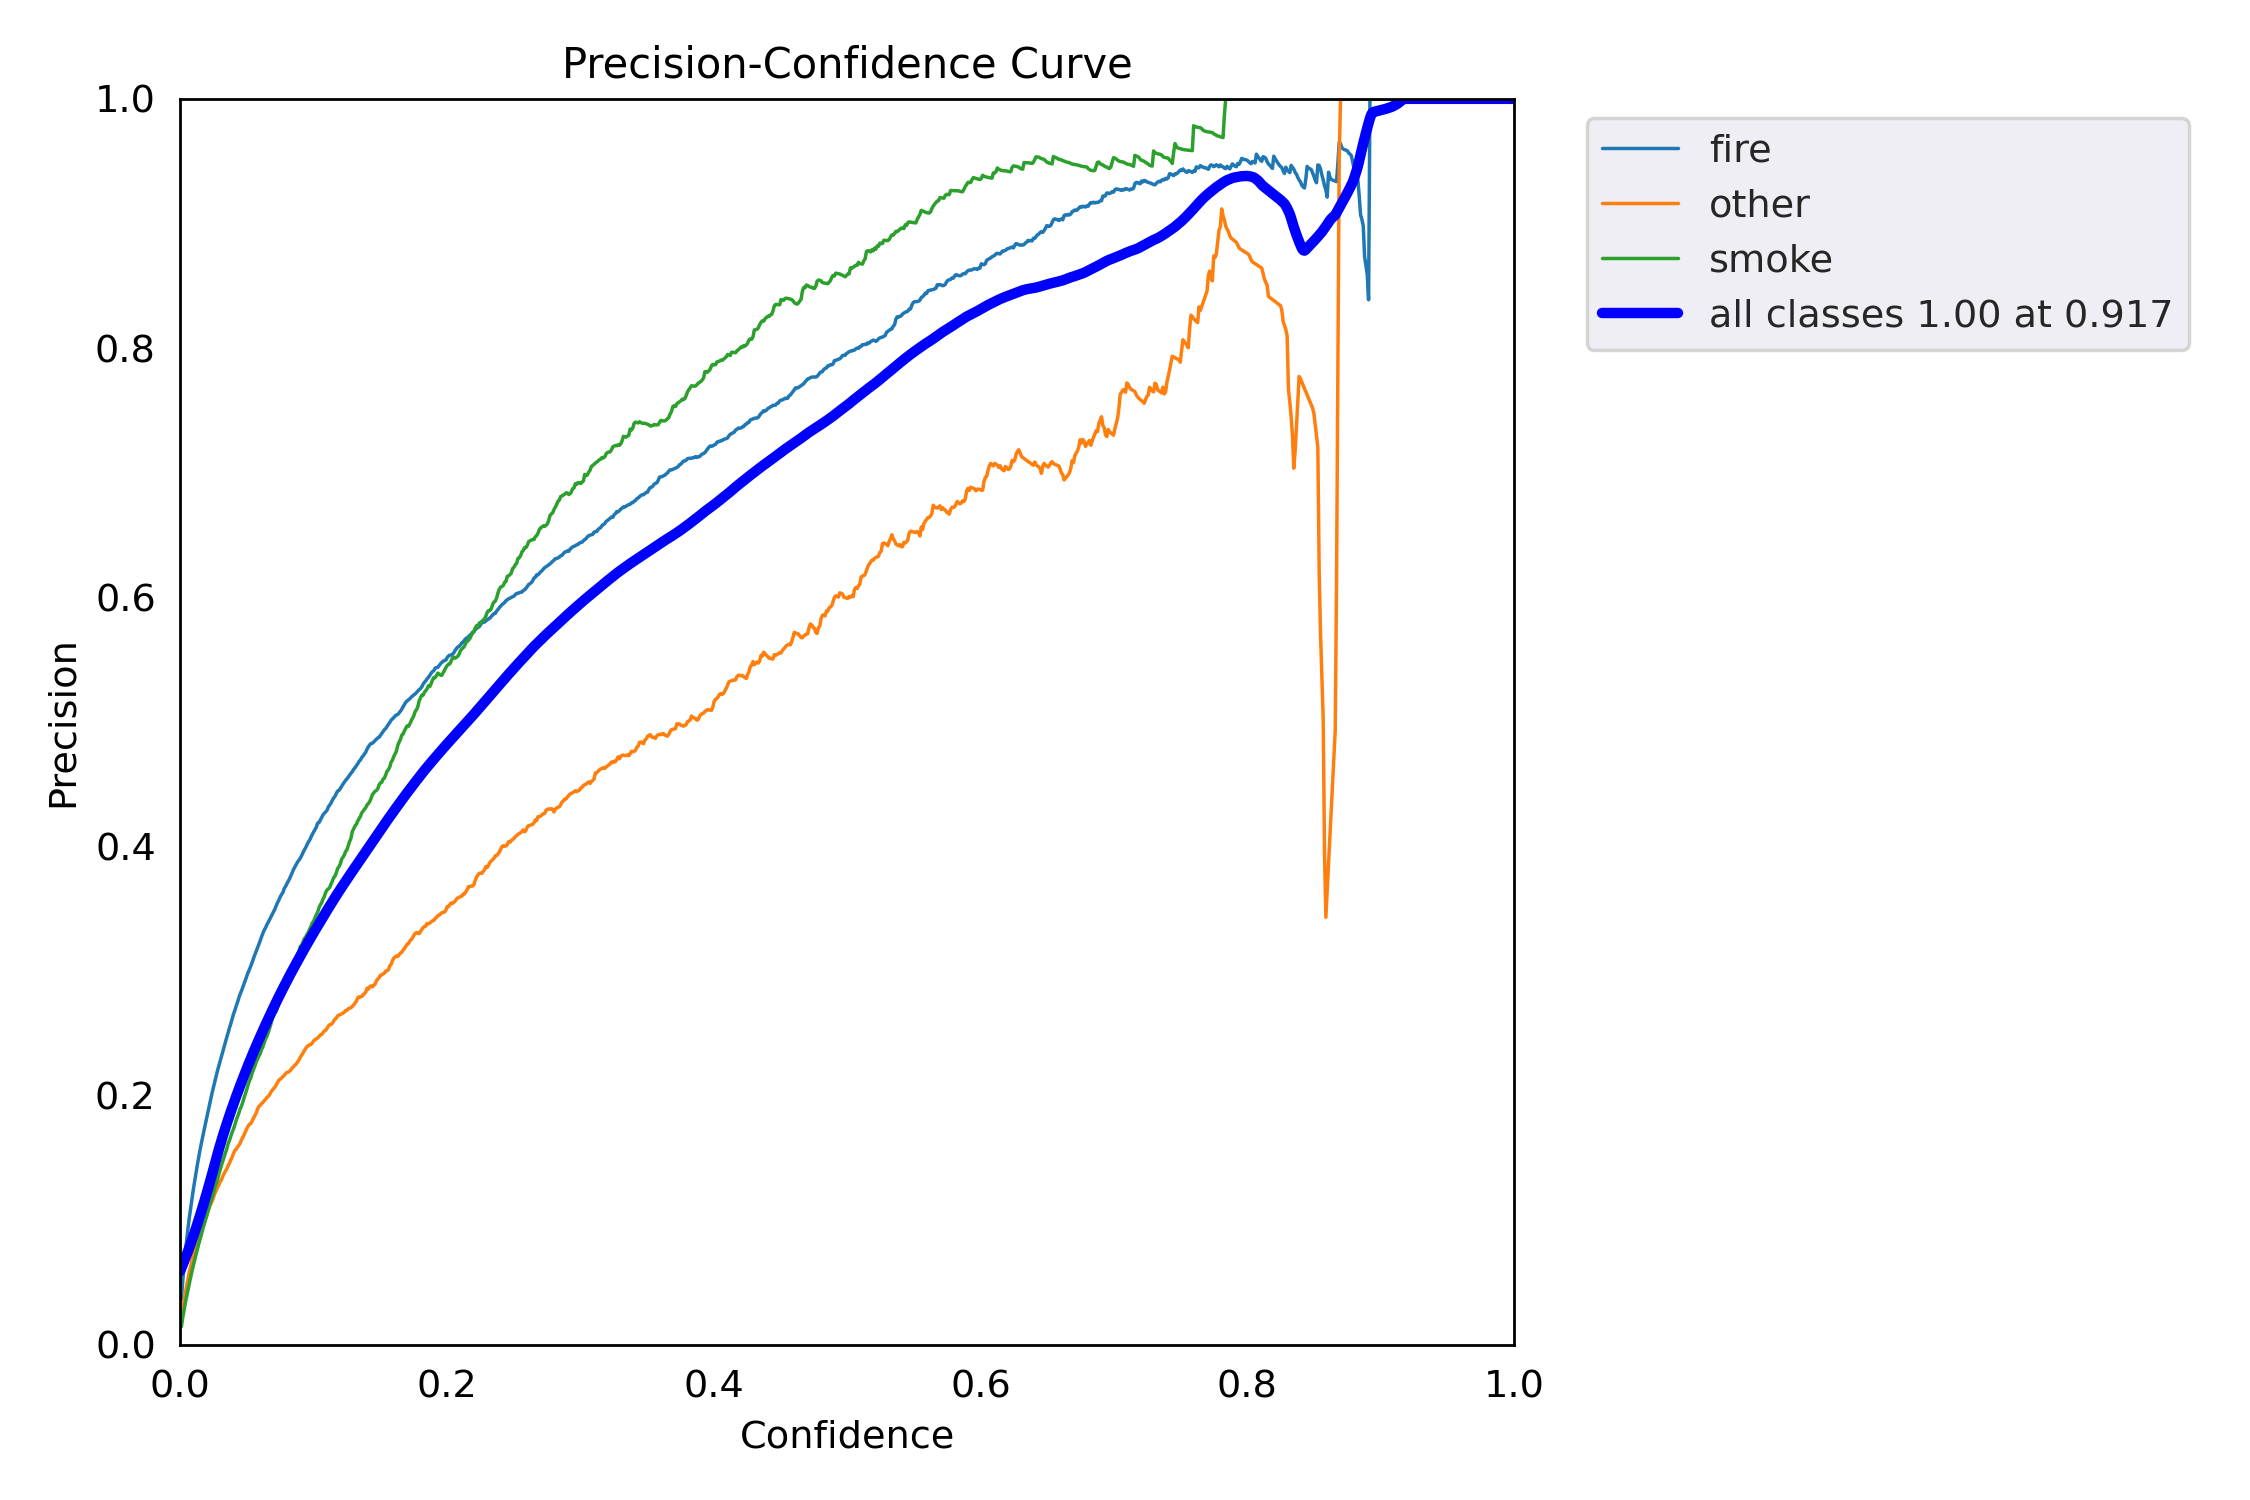 Precision-Confidence Curve
1.0
0.8
0.6
0.4
0.2
0.0
Precision
0.0 0.2 0.4 0.6 0.8 1.0
Confidence
fire
other
smoke
all classes 1.00 at 0.917